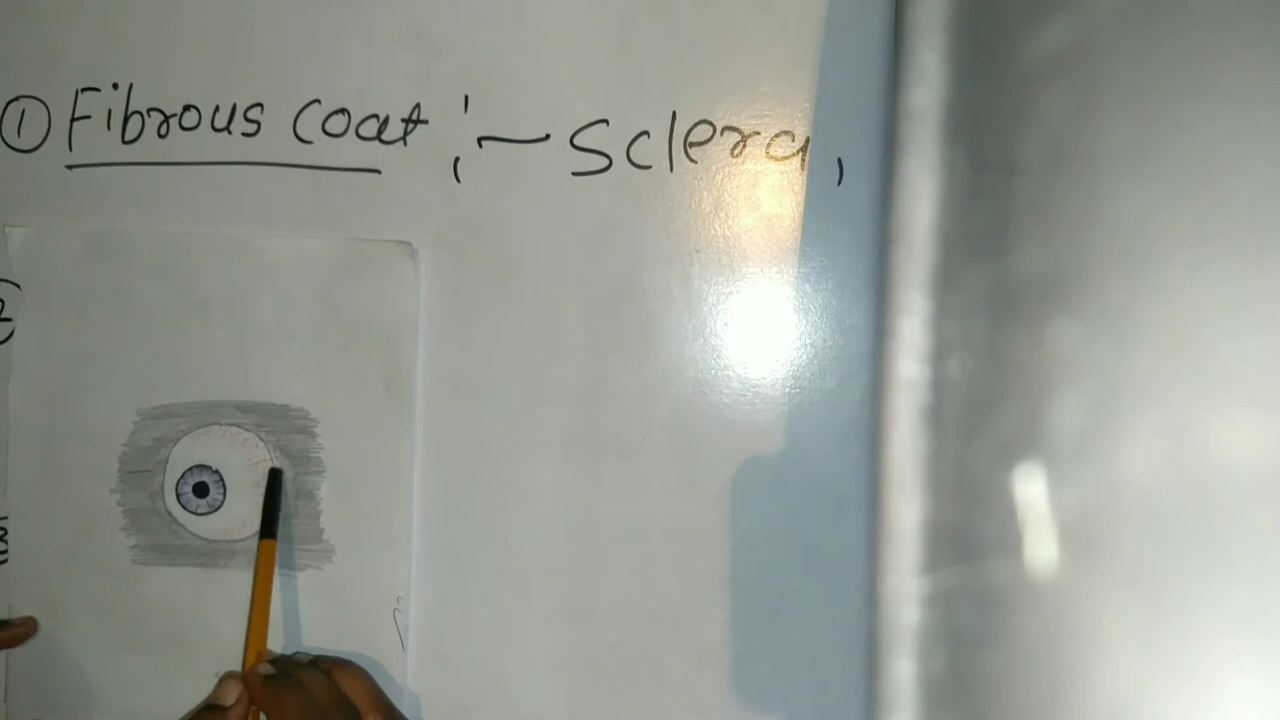 ① Fibrous coat :~ Sclera,